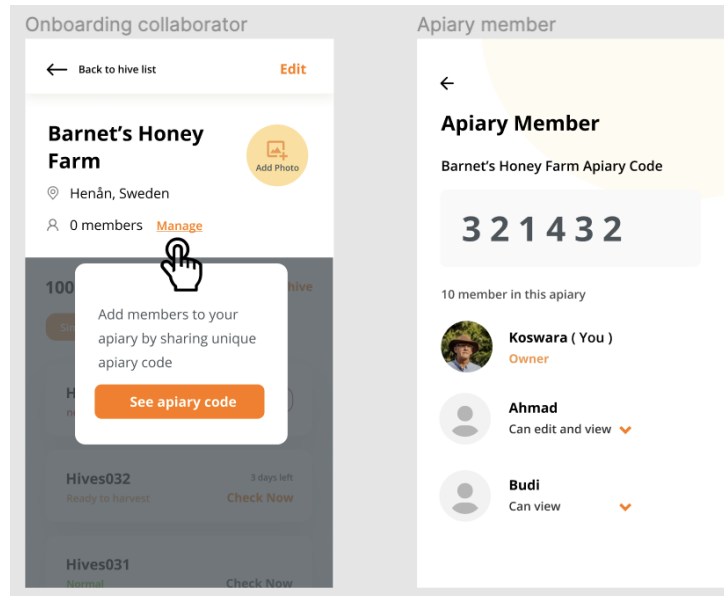 Onboarding collaborator
Back to hive list
Edit
Barnet's Honey
Farm
Add Photo
Henån, Sweden
0 members Manage
100
hive
Add members to your
apiary by sharing unique
apiary code
See apiary code
Hives032
3 days left
Ready to harvest
Check Now
Hives031
Normal
Check Now
Apiary member
Apiary Member
Barnet's Honey Farm Apiary Code
321432
10 member in this apiary
Koswara ( You )
Owner
Ahmad
Can edit and view
Budi
Can view